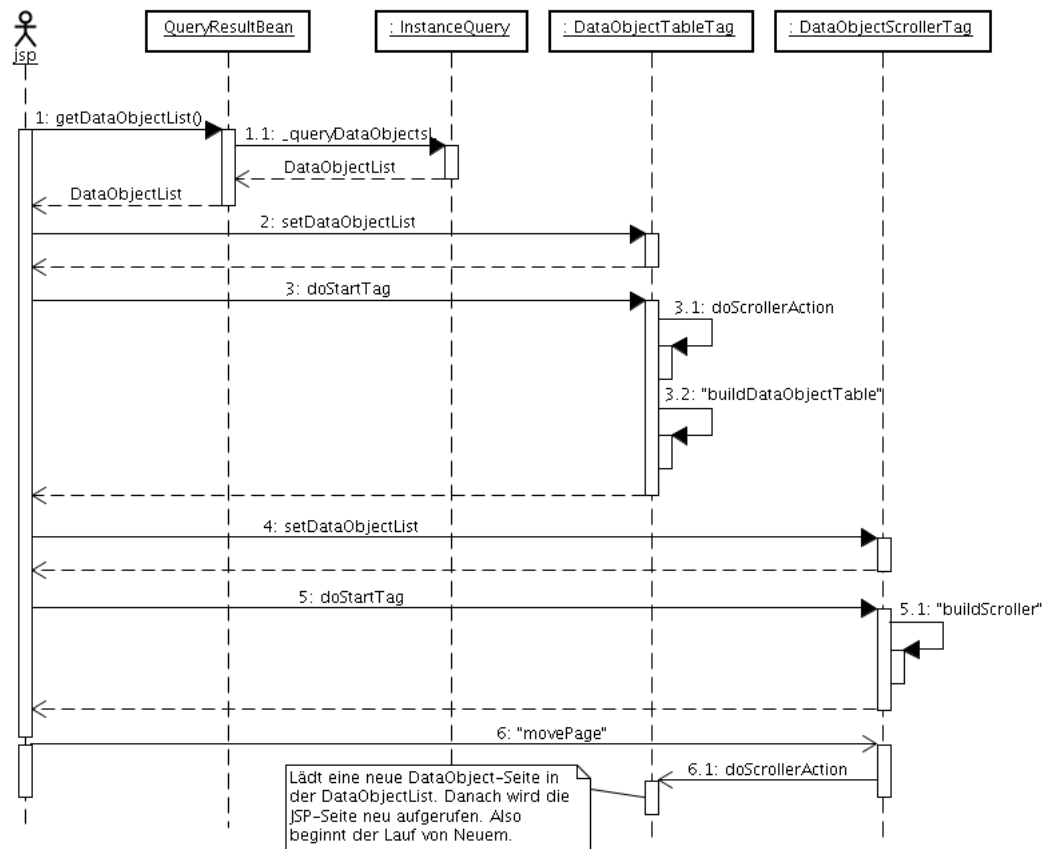 jsp
QueryResultBean
: InstanceQuery
: DataObjectTableTag
: DataObjectScrollerTag
1: getDataObjectList()
1.1: _queryDataObjects
DataObjectList
DataObjectList
2: setDataObjectList
3: doStartTag
3.1: doScrollerAction
3.2: "buildDataObjectTable"
4: setDataObjectList
5: doStartTag
5.1: "buildScroller"
6: "movePage"
6.1: doScrollerAction
Lädt eine neue DataObject-Seite in
der DataObjectList. Danach wird die
JSP-Seite neu aufgerufen. Also
beginnt der Lauf von Neuem.